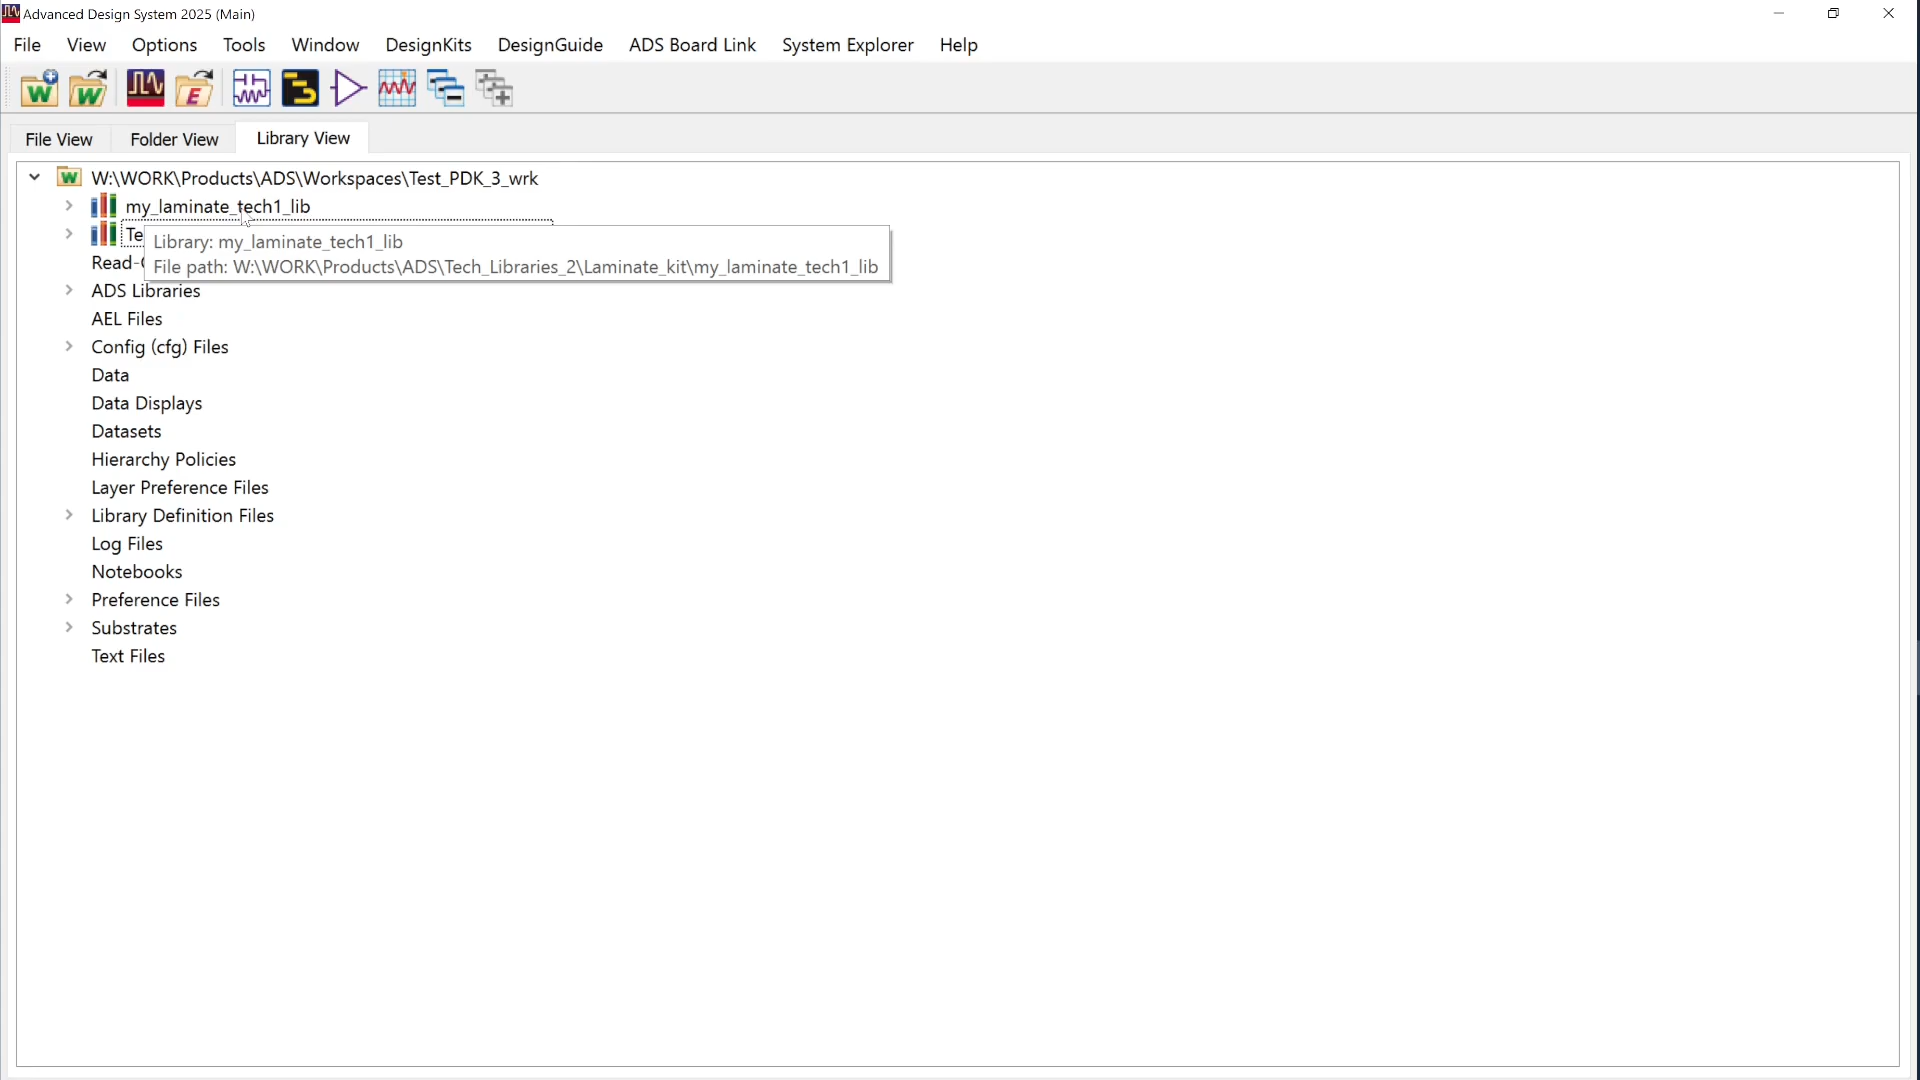 Advanced Design System 2025 (Main)
File View Options Tools Window DesignKits DesignGuide ADS Board Link System Explorer Help
File View Folder View Library View
W:\WORK\Products\ADS\Workspaces\Test_PDK_3_wrk
my_laminate_tech1_lib
Te
Library: my_laminate_tech1_lib
Read-
File path: W:\WORK\Products\ADS\Tech_Libraries_2\Laminate_kit\my_laminate_tech1_lib
ADS Libraries
AEL Files
Config (cfg) Files
Data
Data Displays
Datasets
Hierarchy Policies
Layer Preference Files
Library Definition Files
Log Files
Notebooks
Preference Files
Substrates
Text Files